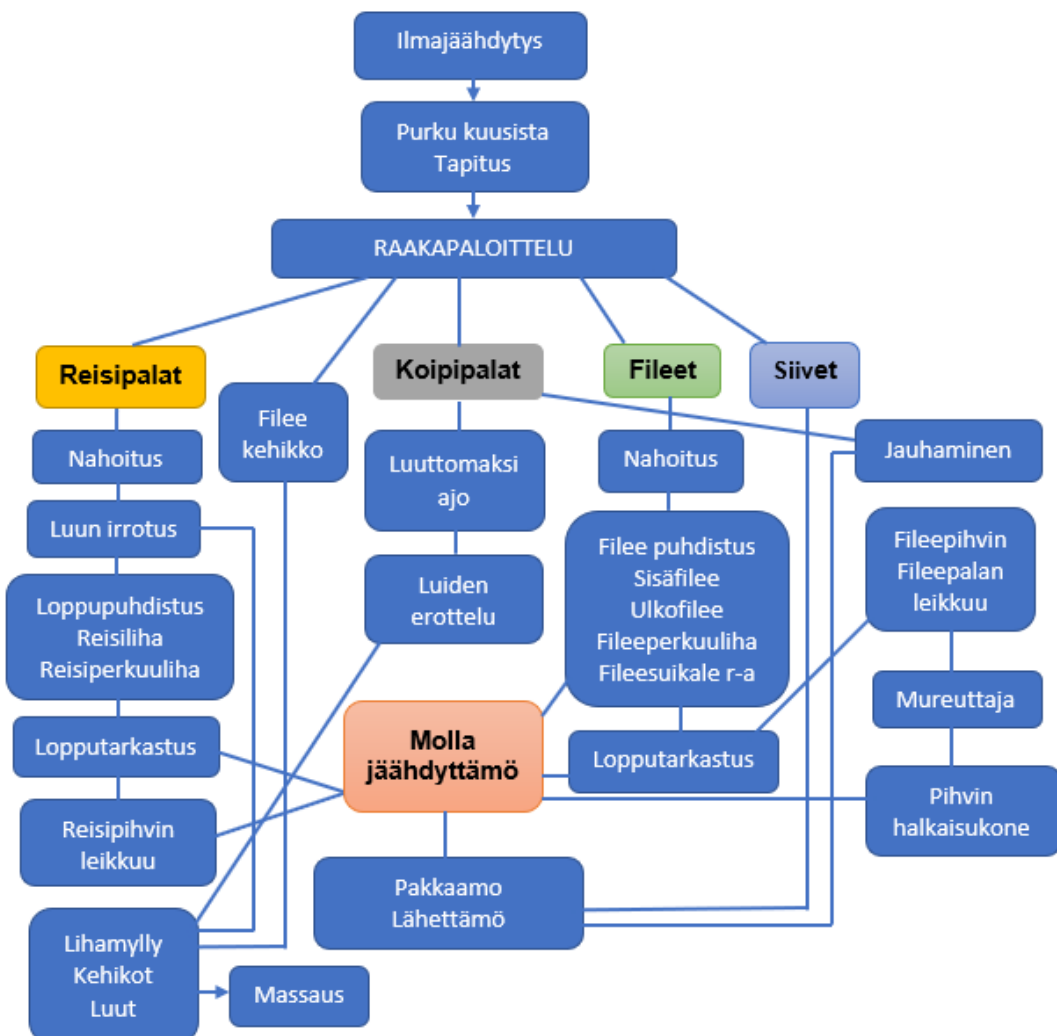 Ilmajäähdytys
Purku kuusista
Tapitus
RAAKAPALOITTELU
Reisipalat
Filee
kehikko
Koipipalat
Fileet
Siivet
Nahoitus
Luun irrotus
Loppupuhdistus
Reisiliha
Reisiperkuuliha
Lopputarkastus
Reisipihvin
leikkuu
Lihamylly
Kehikot
Luut
Massaus
Luuttomaksi
ajo
Luiden
erottelu
Molla
jäähdyttämö
Pakkaamo
Lähettämö
Nahoitus
Filee puhdistus
Sisäfilee
Ulkofilee
Fileeperkuuliha
Fileesuikale r-a
Lopputarkastus
Jauhaminen
Fileepihvin
Fileepalan
leikkuu
Mureuttaja
Pihvin
halkaisukone